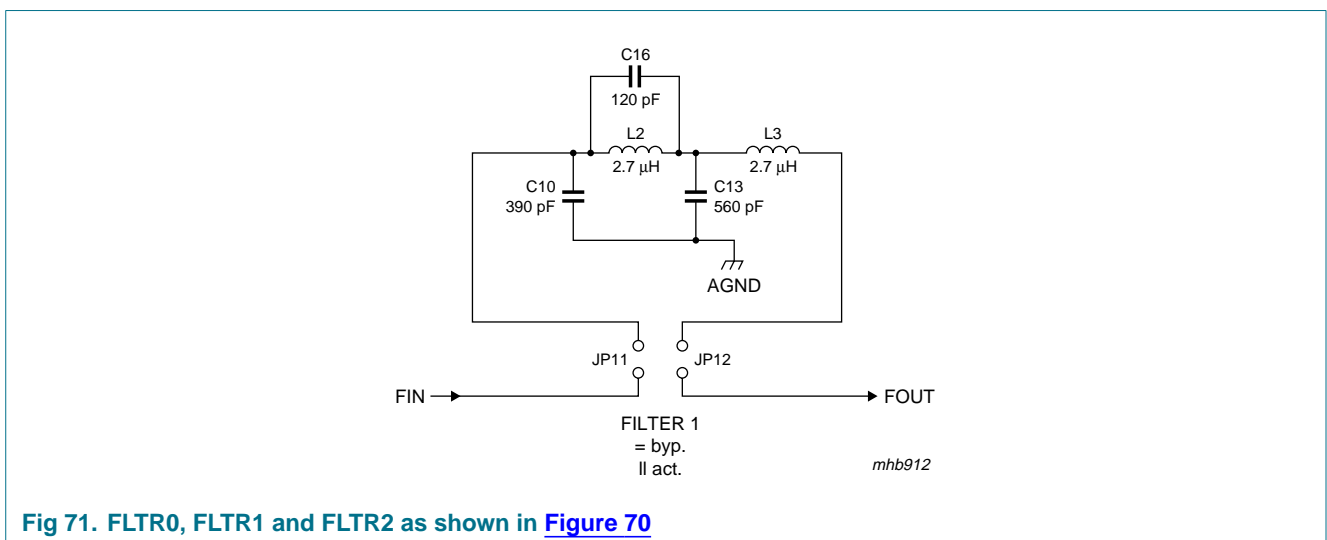 C16
120 pF
L2
2.7 μH
L3
2.7 μH
C10
390 pF
C13
560 pF
AGND
JP11
JP12
FIN
FOUT
FILTER 1
= byp.
II act.
mhb912
Fig 71. FLTR0, FLTR1 and FLTR2 as shown in Figure 70